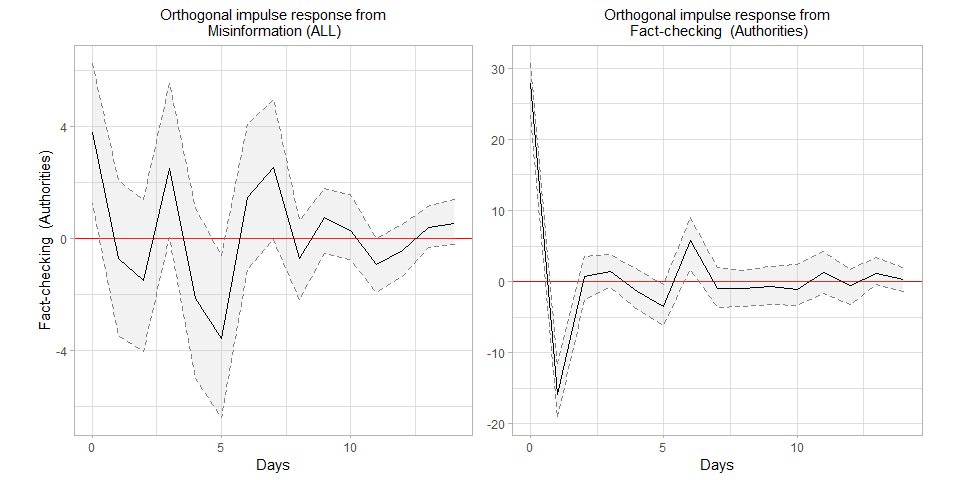 Orthogonal impulse response from
Misinformation (ALL)
Fact-checking (Authorities)
4
0
-4
0
5
10
Days
Orthogonal impulse response from
Fact-checking (Authorities)
30
20
10
0
-10
-20
0
5
10
Days